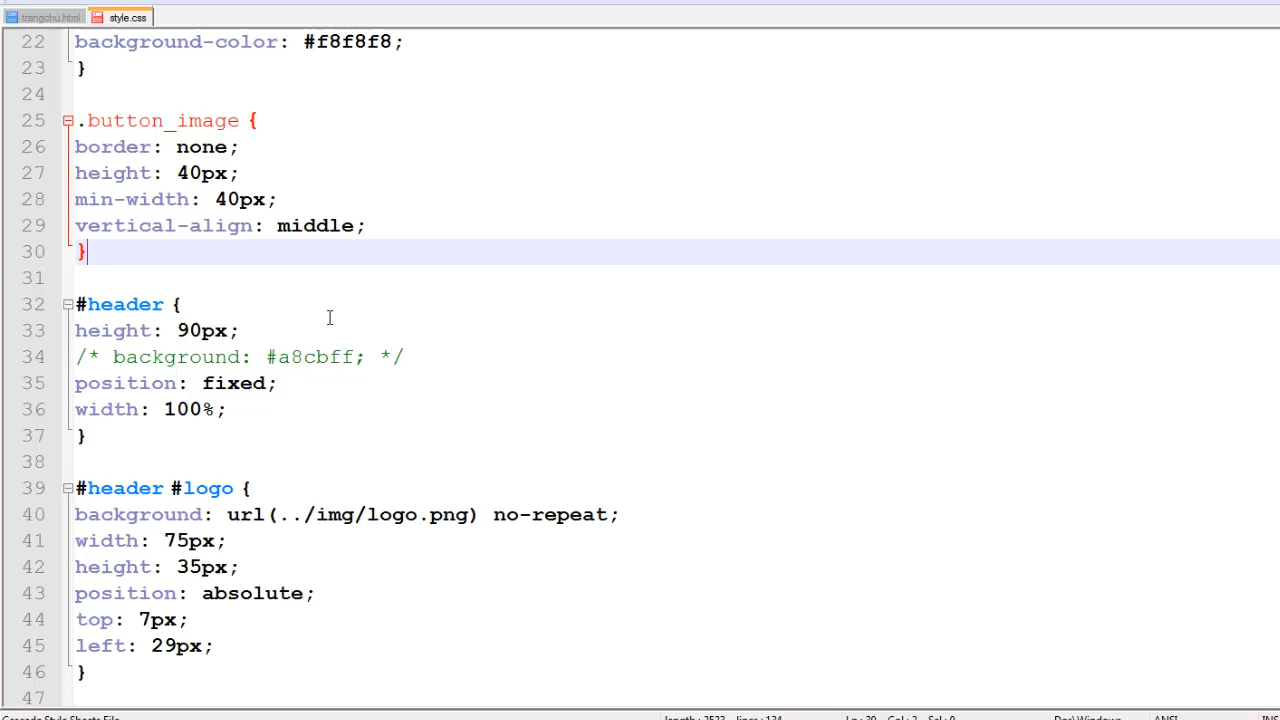 trangchu.html style.css
22 background-color: #f8f8f8;
23 }
24
25 .button_image {
26 border: none;
27 height: 40px;
28 min-width: 40px;
29 vertical-align: middle;
30 }
31
32 #header {
33 height: 90px;
34 /* background: #a8cbff; */
35 position: fixed;
36 width: 100%;
37 }
38
39 #header #logo {
40 background: url(../img/logo.png) no-repeat;
41 width: 75px;
42 height: 35px;
43 position: absolute;
44 top: 7px;
45 left: 29px;
46 }
47